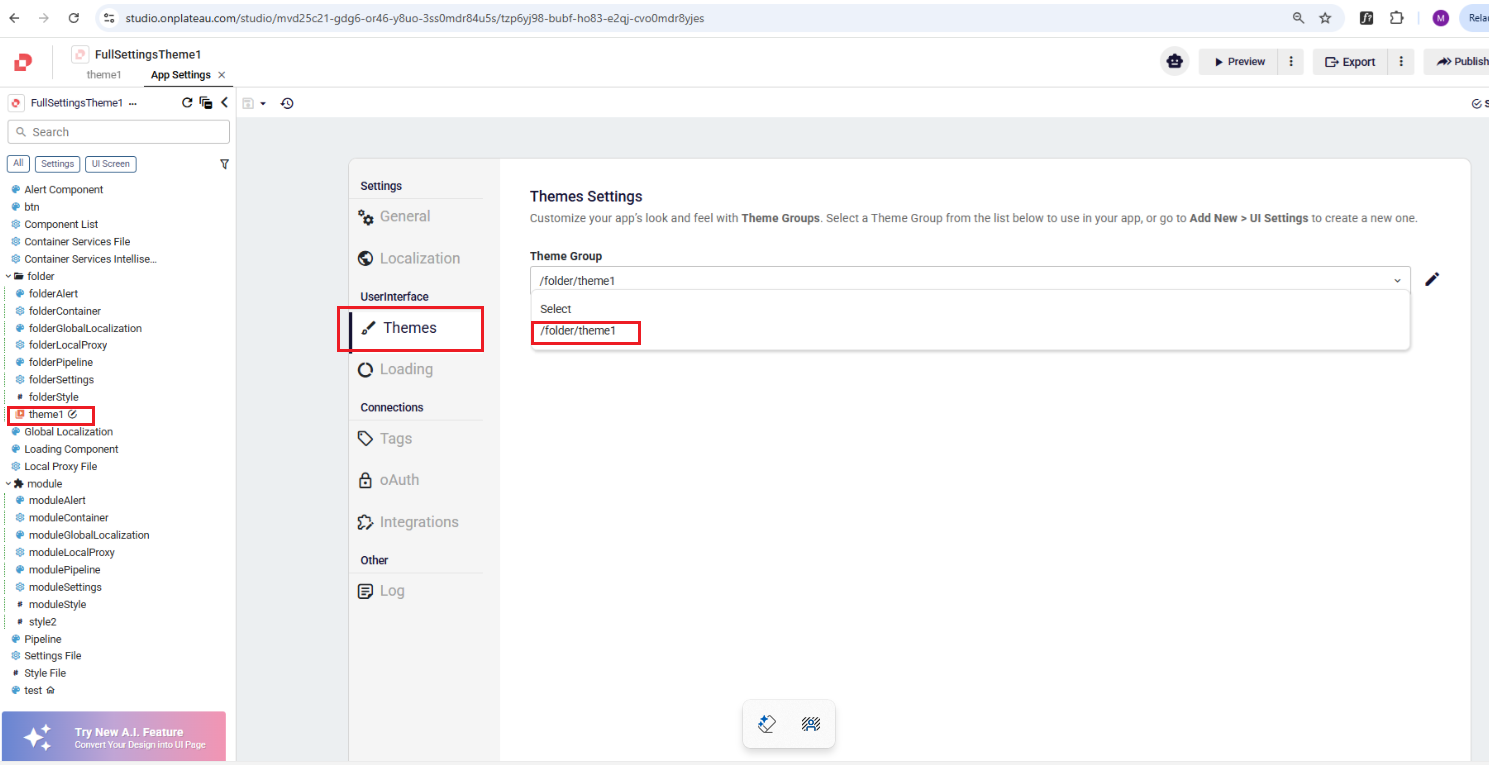 studio.onplateau.com/studio/mvd25c21-gdg6-or46-y8uo-3ss0mdr84u5s/tzp6yj98-bubf-ho83-e2qj-cvo0mdr8yjes
M
Rela
FullSettingsTheme1
theme1
App Settings
Preview
Export
Publish
FullSettingsTheme1 ...
Search
All
Settings
UI Screen
Alert Component
btn
Component List
Container Services File
Container Services Intellise...
folder
folderAlert
folderContainer
folderGlobalLocalization
folderLocalProxy
folderPipeline
folderSettings
folderStyle
theme1
Global Localization
Loading Component
Local Proxy File
module
moduleAlert
moduleContainer
moduleGlobalLocalization
moduleLocalProxy
modulePipeline
moduleSettings
moduleStyle
style2
Pipeline
Settings File
Style File
test
Try New A.I. Feature
Convert Your Design into UI Page
S
Settings
General
Localization
UserInterface
Themes
Loading
Connections
Tags
oAuth
Integrations
Other
Log
Themes Settings
Customize your app's look and feel with Theme Groups. Select a Theme Group from the list below to use in your app, or go to Add New > UI Settings to create a new one.
Theme Group
/folder/theme1
Select
/folder/theme1